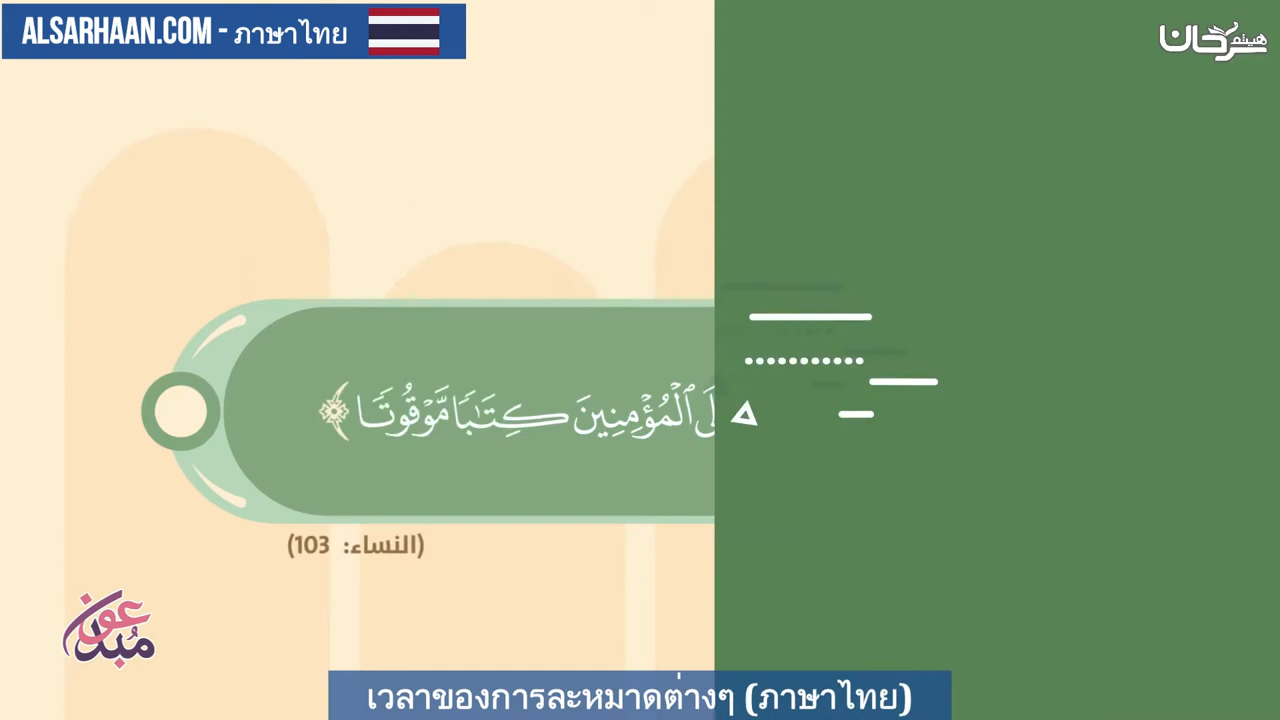 ALSARHAAN.COM - ภาษาไทย
هيثم سرحان
ٱلۡمُؤۡمِنِينَ كِتَٰبٗا مَّوۡقُوتٗا ﴾
(النساء: 103)
مبدعون
เวลาของการละหมาดต่างๆ (ภาษาไทย)